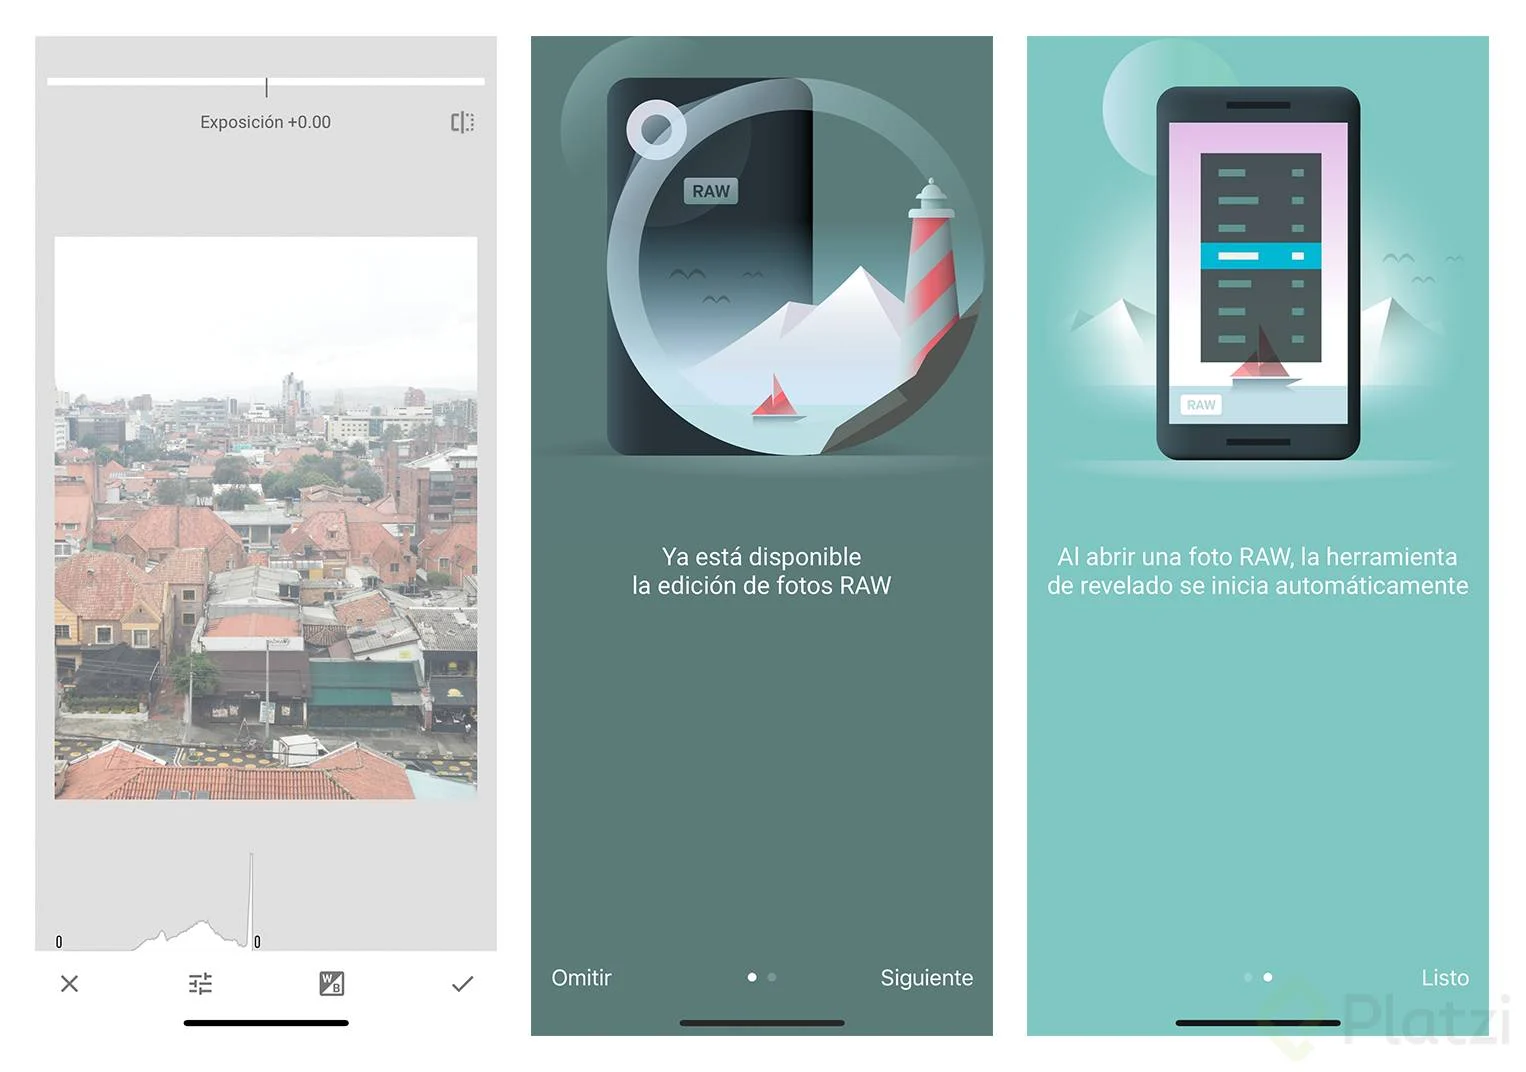 Exposición +0.00
0
0
W
B
RAW
Ya está disponible
la edición de fotos RAW
Omitir
Siguiente
RAW
Al abrir una foto RAW, la herramienta
de revelado se inicia automáticamente
Listo
Platzi